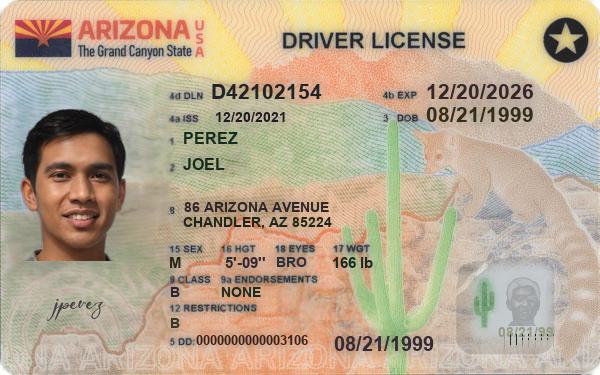 ARIZONA USA
The Grand Canyon State
DRIVER LICENSE
4d DLN D42102154 4b EXP 12/20/2026
4a ISS 12/20/2021 3 DOB 08/21/1999
1 PEREZ
2 JOEL
8 86 ARIZONA AVENUE
CHANDLER, AZ 85224
15 SEX 16 HGT 18 EYES 17 WGT
M 5'-09" BRO 166 lb
9 CLASS 9a ENDORSEMENTS
B NONE
12 RESTRICTIONS
B
jperez
5 DD: 0000000000003106 08/21/1999
08/21/99
ONA ARIZONA ARIZONA ARIZONA ARIZONA